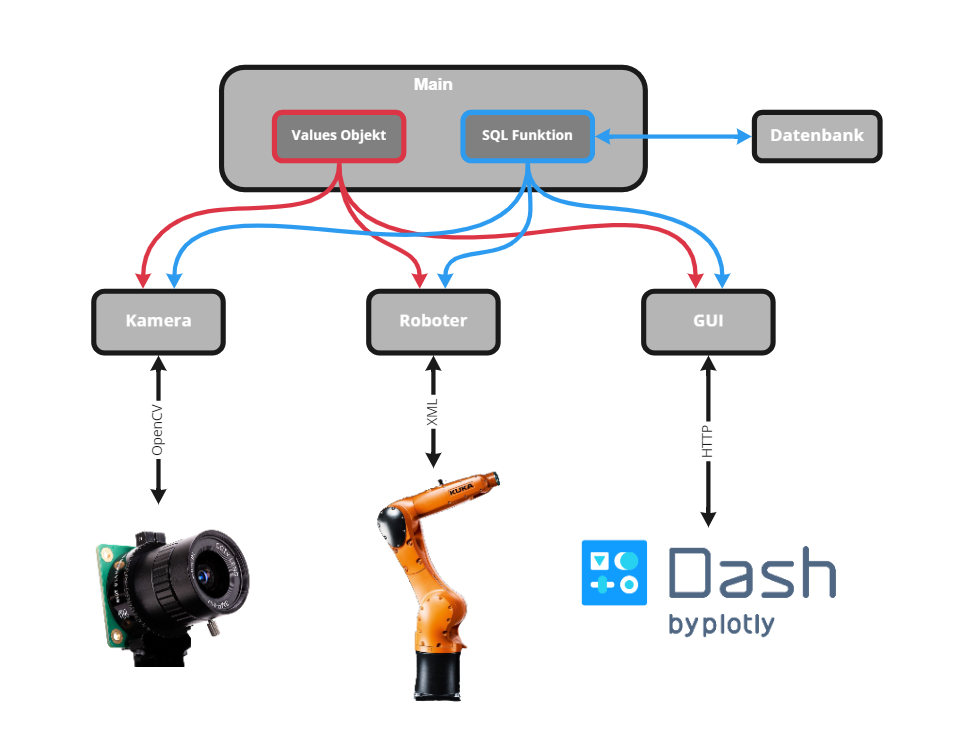 Main
Values Objekt
SQL Funktion
Datenbank
Kamera
Roboter
GUI
OpenCV
XML
HTTP
KUKA
Dash
by plotly